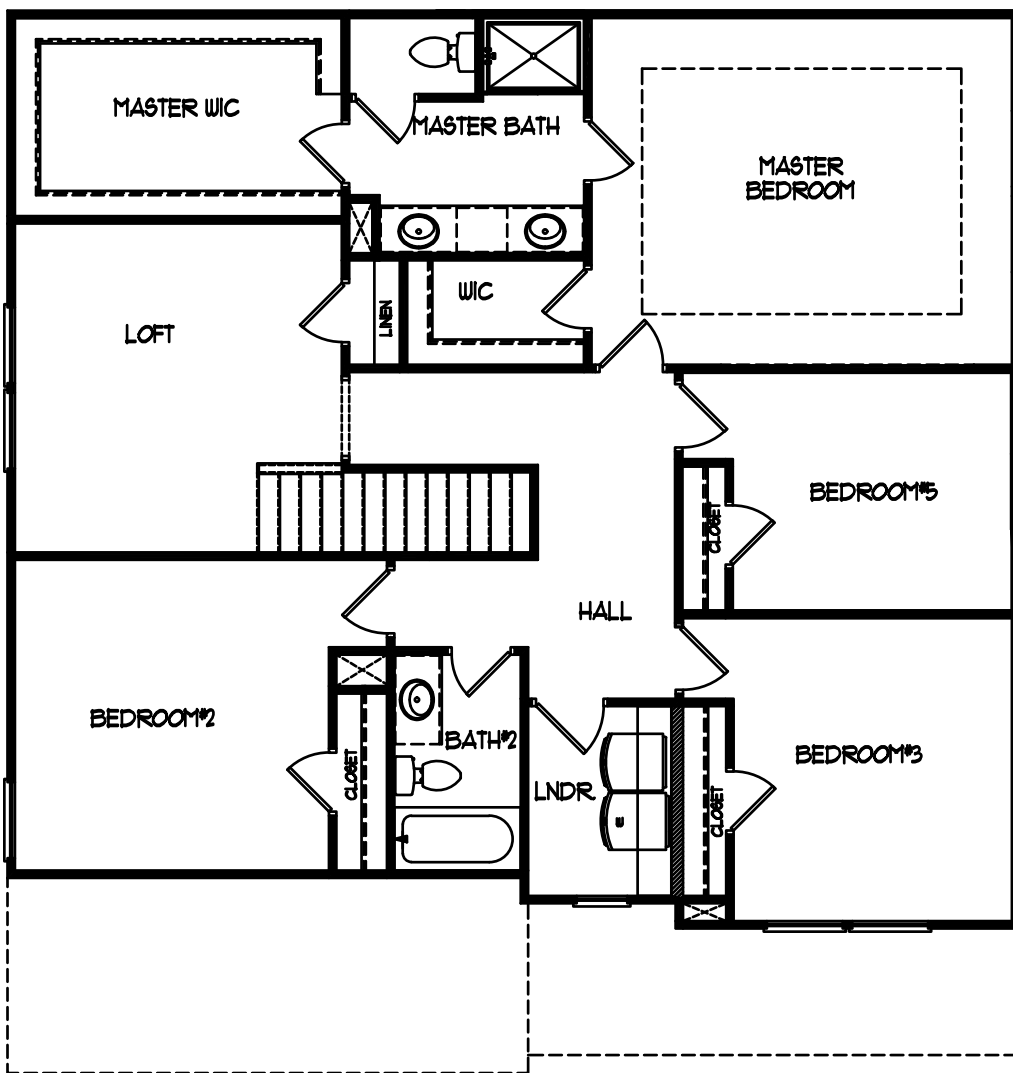 MASTER WIC
MASTER BATH
MASTER
BEDROOM
WIC
LINEN
LOFT
BEDROOM#5
CLOSET
HALL
BEDROOM#2
BATH#2
CLOSET
LNDR
BEDROOM#3
CLOSET